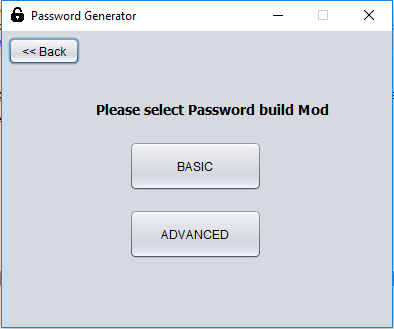 Password Generator
<< Back
Please select Password build Mod
BASIC
ADVANCED